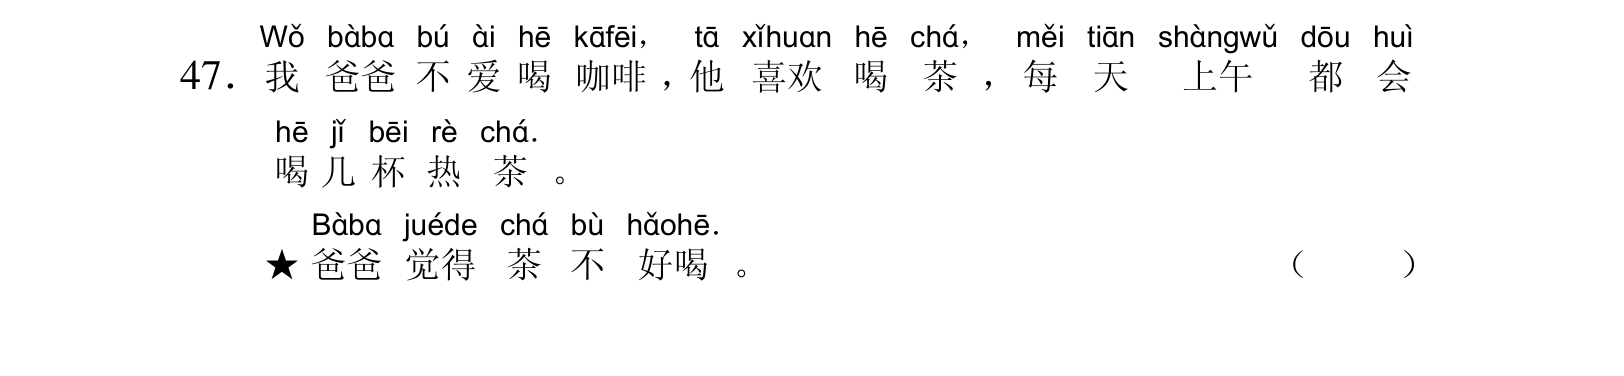 Wǒ bàba bú ài hē kāfēi, tā xǐhuan hē chá, měi tiān shàngwǔ dōu huì
47. 我 爸爸 不 爱 喝 咖啡，他 喜欢 喝 茶，每 天 上午 都 会
hē jǐ bēi rè chá.
喝 几 杯 热 茶。
Bàba juéde chá bù hǎohē.
★ 爸爸 觉得 茶 不 好喝。 （ ）